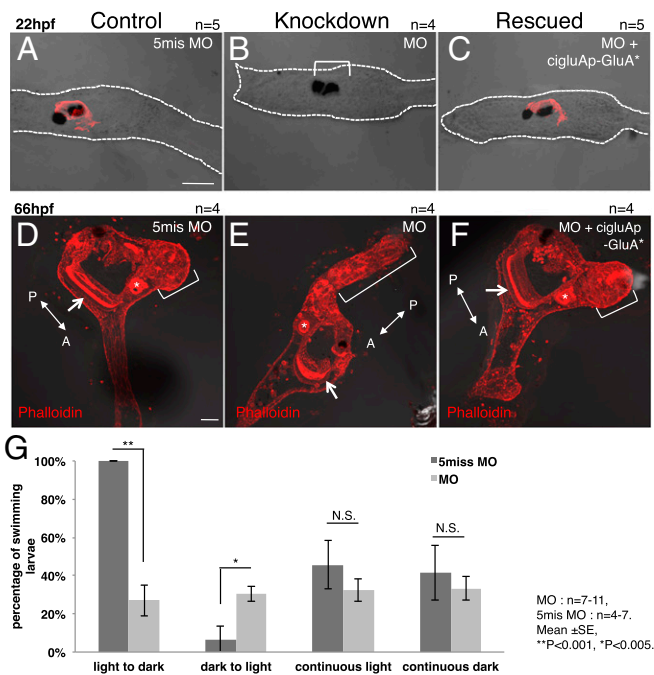 22hpf Control n=5 Knockdown n=4 Rescued n=5
A 5mis MO
B MO
C MO +
cigluAp-GluA*
66hpf n=4 n=4 n=4
D 5mis MO
P
A
*
Phalloidin
E MO
P
A
*
Phalloidin
F MO + cigluAp
-GluA*
P
A
*
Phalloidin
G
percentage of swimming
larvae
100%
80%
60%
40%
20%
0%
**
*
N.S.
N.S.
5miss MO
MO
light to dark dark to light continuous light continuous dark
MO : n=7-11,
5mis MO : n=4-7.
Mean ±SE,
**P<0.001, *P<0.005.